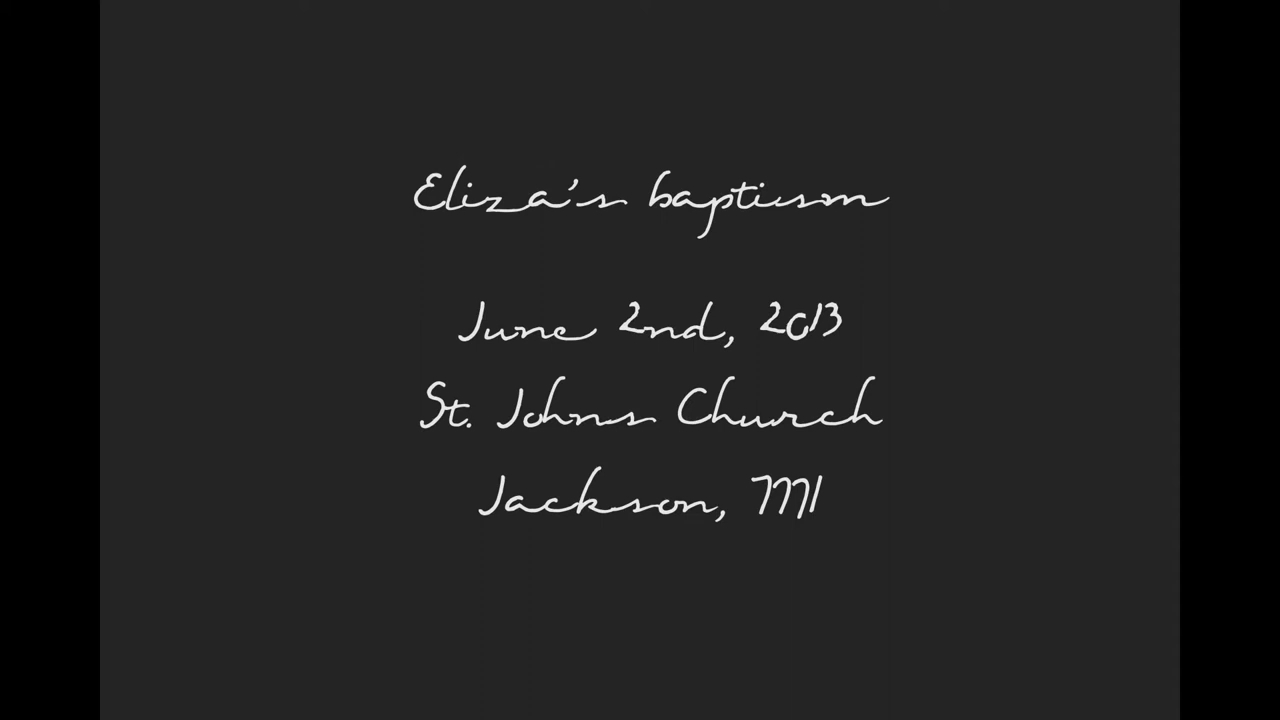 Eliza's baptism
June 2nd, 2013
St. Johns Church
Jackson, MI